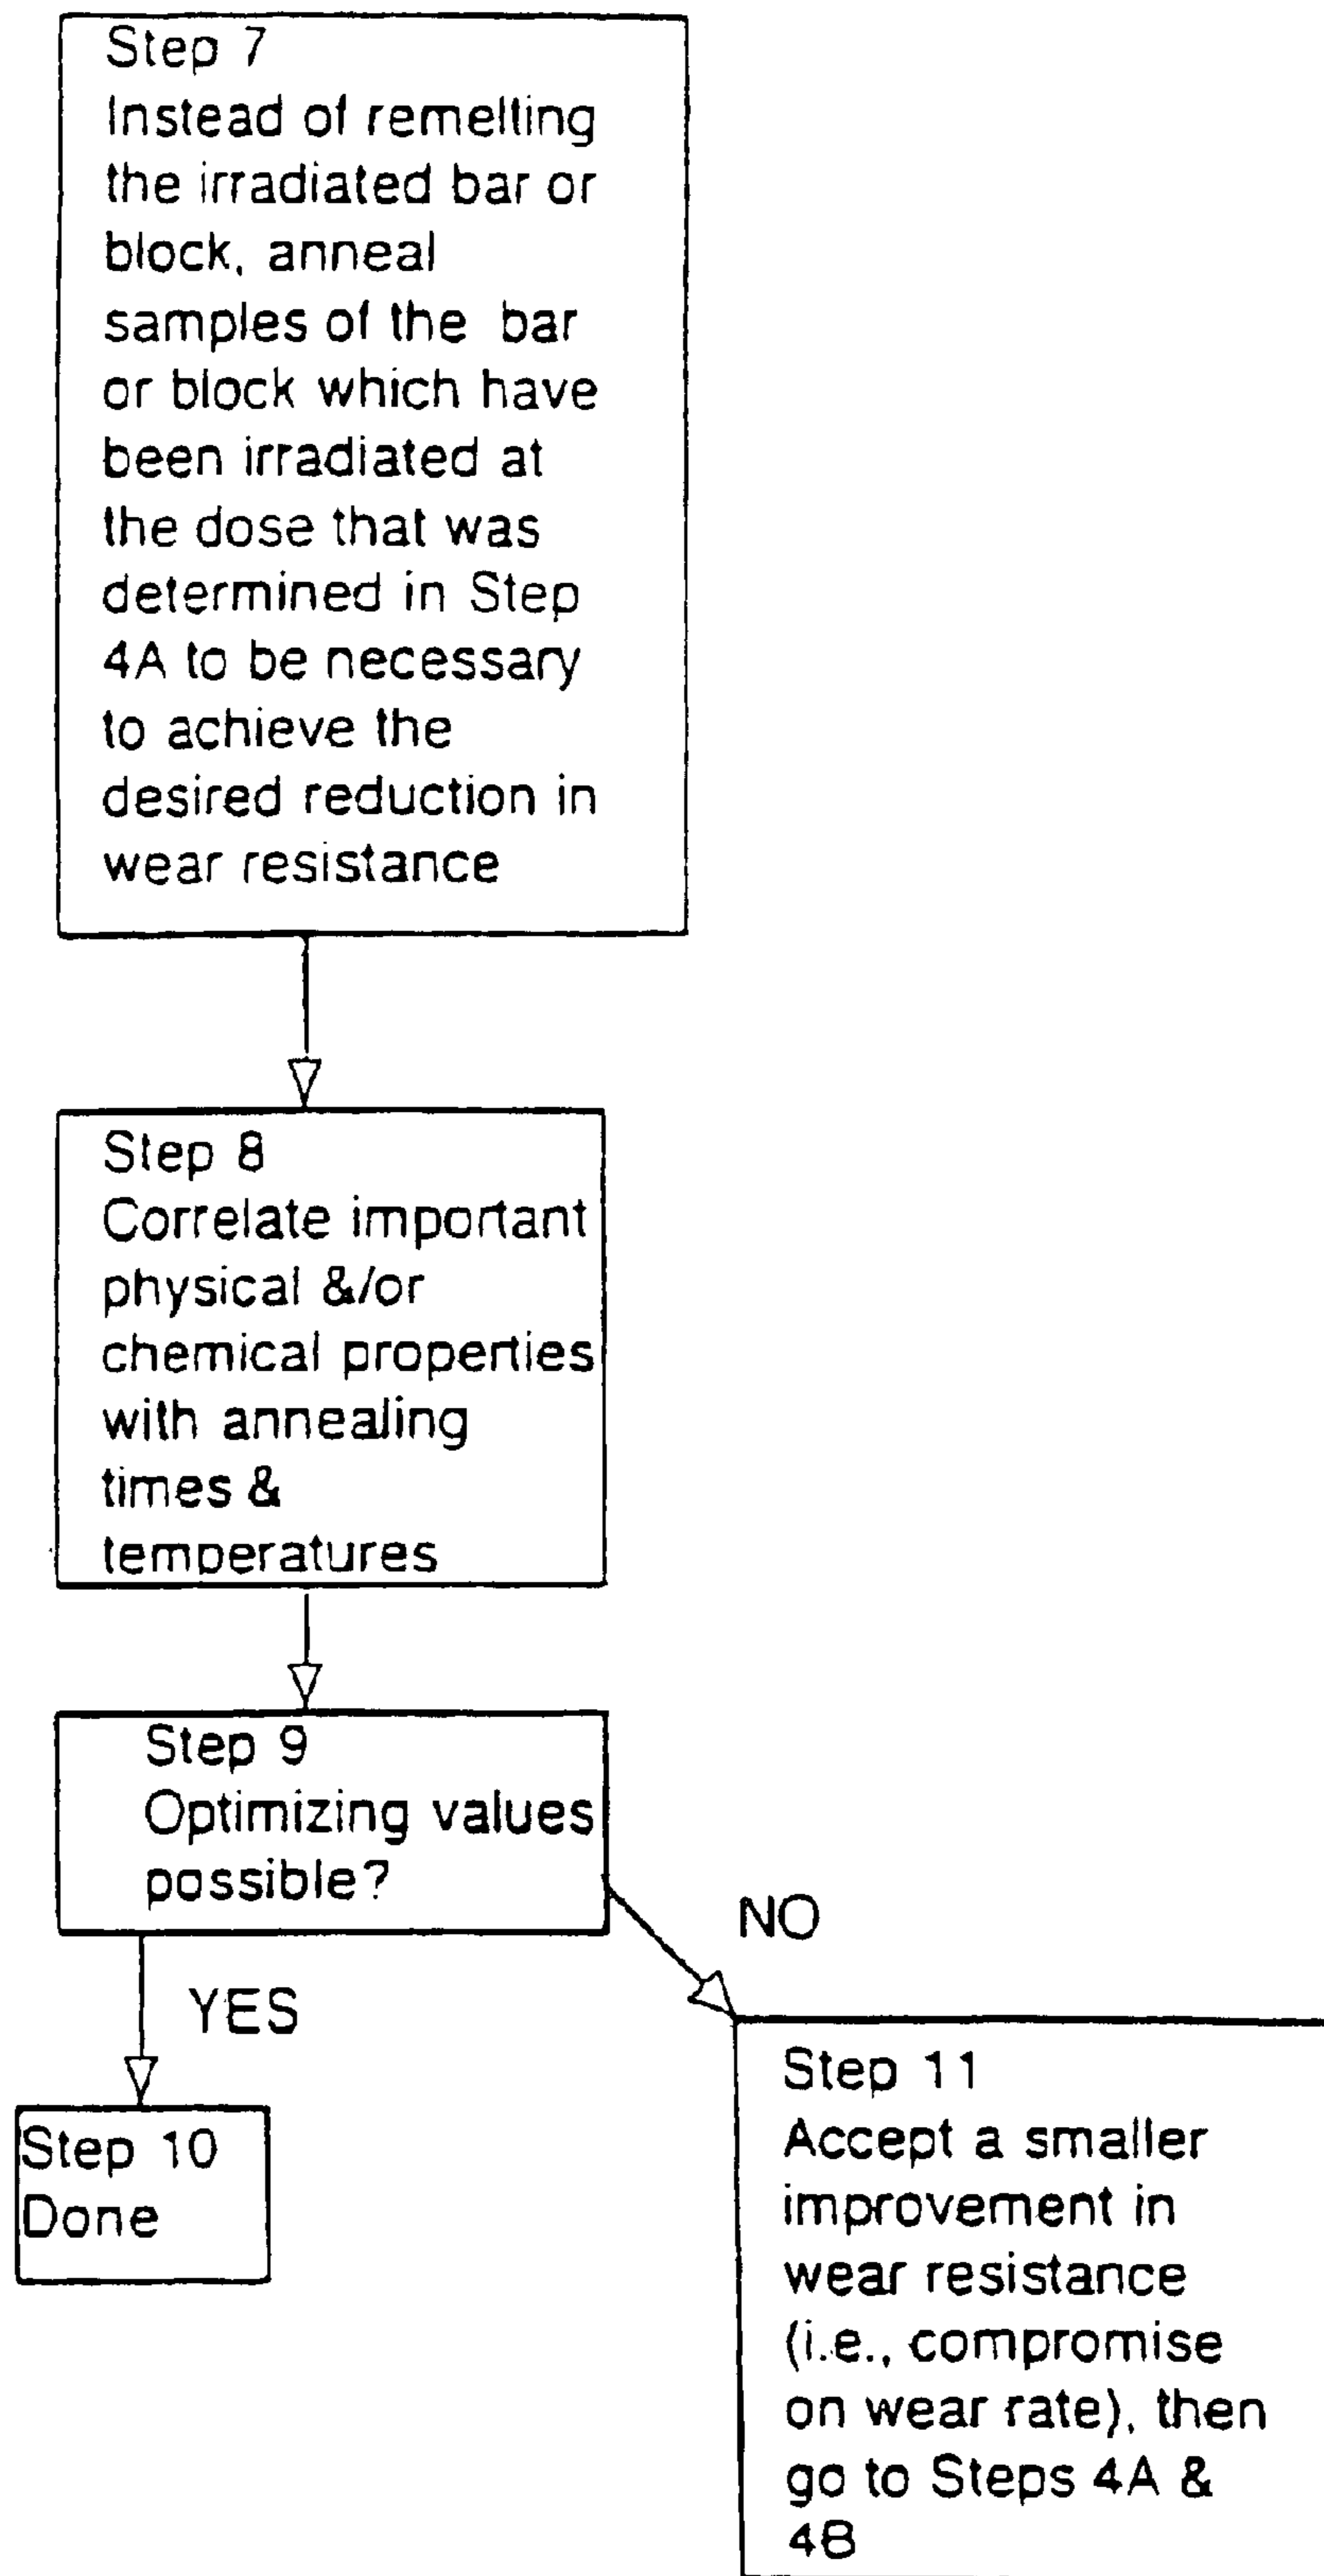 Step 7
Instead of remelting
the irradiated bar or
block, anneal
samples of the bar
or block which have
been irradiated at
the dose that was
determined in Step
4A to be necessary
to achieve the
desired reduction in
wear resistance
Step 8
Correlate important
physical &/or
chemical properties
with annealing
times &
temperatures
Step 9
Optimizing values
possible?
NO
YES
Step 10
Done
Step 11
Accept a smaller
improvement in
wear resistance
(i.e., compromise
on wear rate), then
go to Steps 4A &
4B